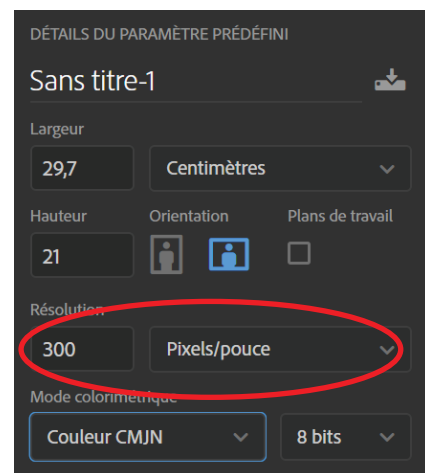 DÉTAILS DU PARAMÈTRE PRÉDÉFINI
Sans titre-1
Largeur
29,7 Centimètres
Hauteur Orientation Plans de travail
21
Résolution
300 Pixels/pouce
Mode colorimétrique
Couleur CMJN 8 bits